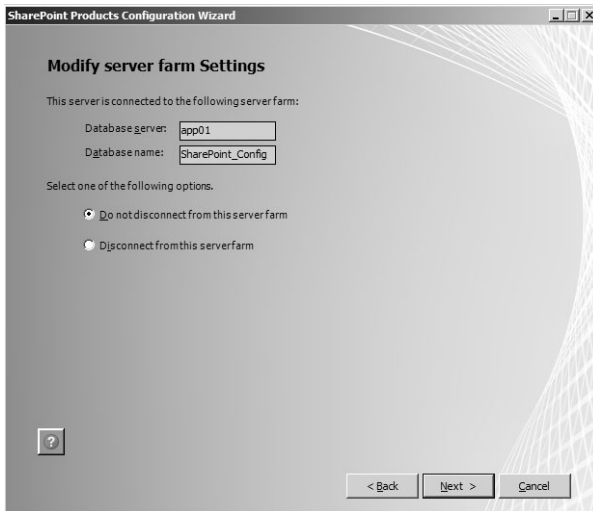 SharePoint Products Configuration Wizard
Modify server farm Settings
This server is connected to the following server farm:
Database server: app01
Database name: SharePoint_Config
Select one of the following options.
Do not disconnect from this server farm
Disconnect from this server farm
?
< Back Next > Cancel